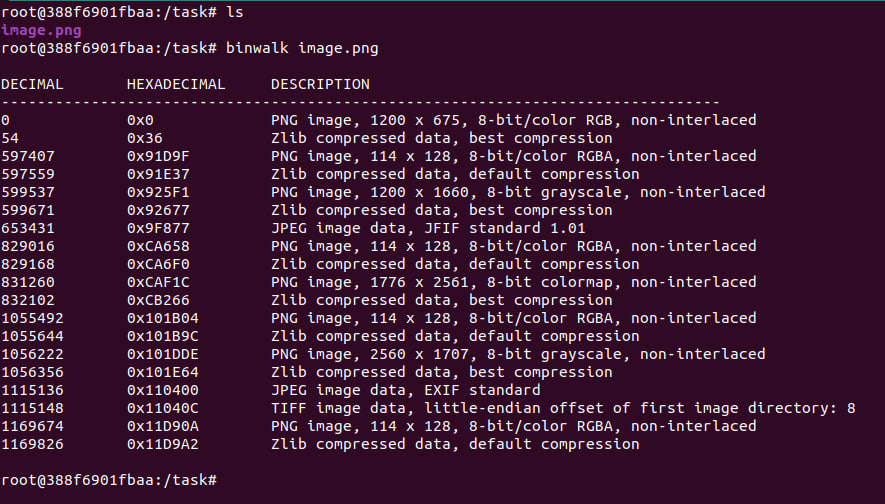 root@388f6901fbaa:/task# ls
image.png
root@388f6901fbaa:/task# binwalk image.png
DECIMAL       HEXADECIMAL     DESCRIPTION
--------------------------------------------------------------------------------
0             0x0             PNG image, 1200 x 675, 8-bit/color RGB, non-interlaced
54            0x36            Zlib compressed data, best compression
597407        0x91D9F         PNG image, 114 x 128, 8-bit/color RGBA, non-interlaced
597559        0x91E37         Zlib compressed data, default compression
599537        0x925F1         PNG image, 1200 x 1660, 8-bit grayscale, non-interlaced
599671        0x92677         Zlib compressed data, best compression
653431        0x9F877         JPEG image data, JFIF standard 1.01
829016        0xCA658         PNG image, 114 x 128, 8-bit/color RGBA, non-interlaced
829168        0xCA6F0         Zlib compressed data, default compression
831260        0xCAF1C         PNG image, 1776 x 2561, 8-bit colormap, non-interlaced
832102        0xCB266         Zlib compressed data, best compression
1055492       0x101B04        PNG image, 114 x 128, 8-bit/color RGBA, non-interlaced
1055644       0x101B9C        Zlib compressed data, default compression
1056222       0x101DDE        PNG image, 2560 x 1707, 8-bit grayscale, non-interlaced
1056356       0x101E64        Zlib compressed data, best compression
1115136       0x110400        JPEG image data, EXIF standard
1115148       0x11040C        TIFF image data, little-endian offset of first image directory: 8
1169674       0x11D90A        PNG image, 114 x 128, 8-bit/color RGBA, non-interlaced
1169826       0x11D9A2        Zlib compressed data, default compression
root@388f6901fbaa:/task#